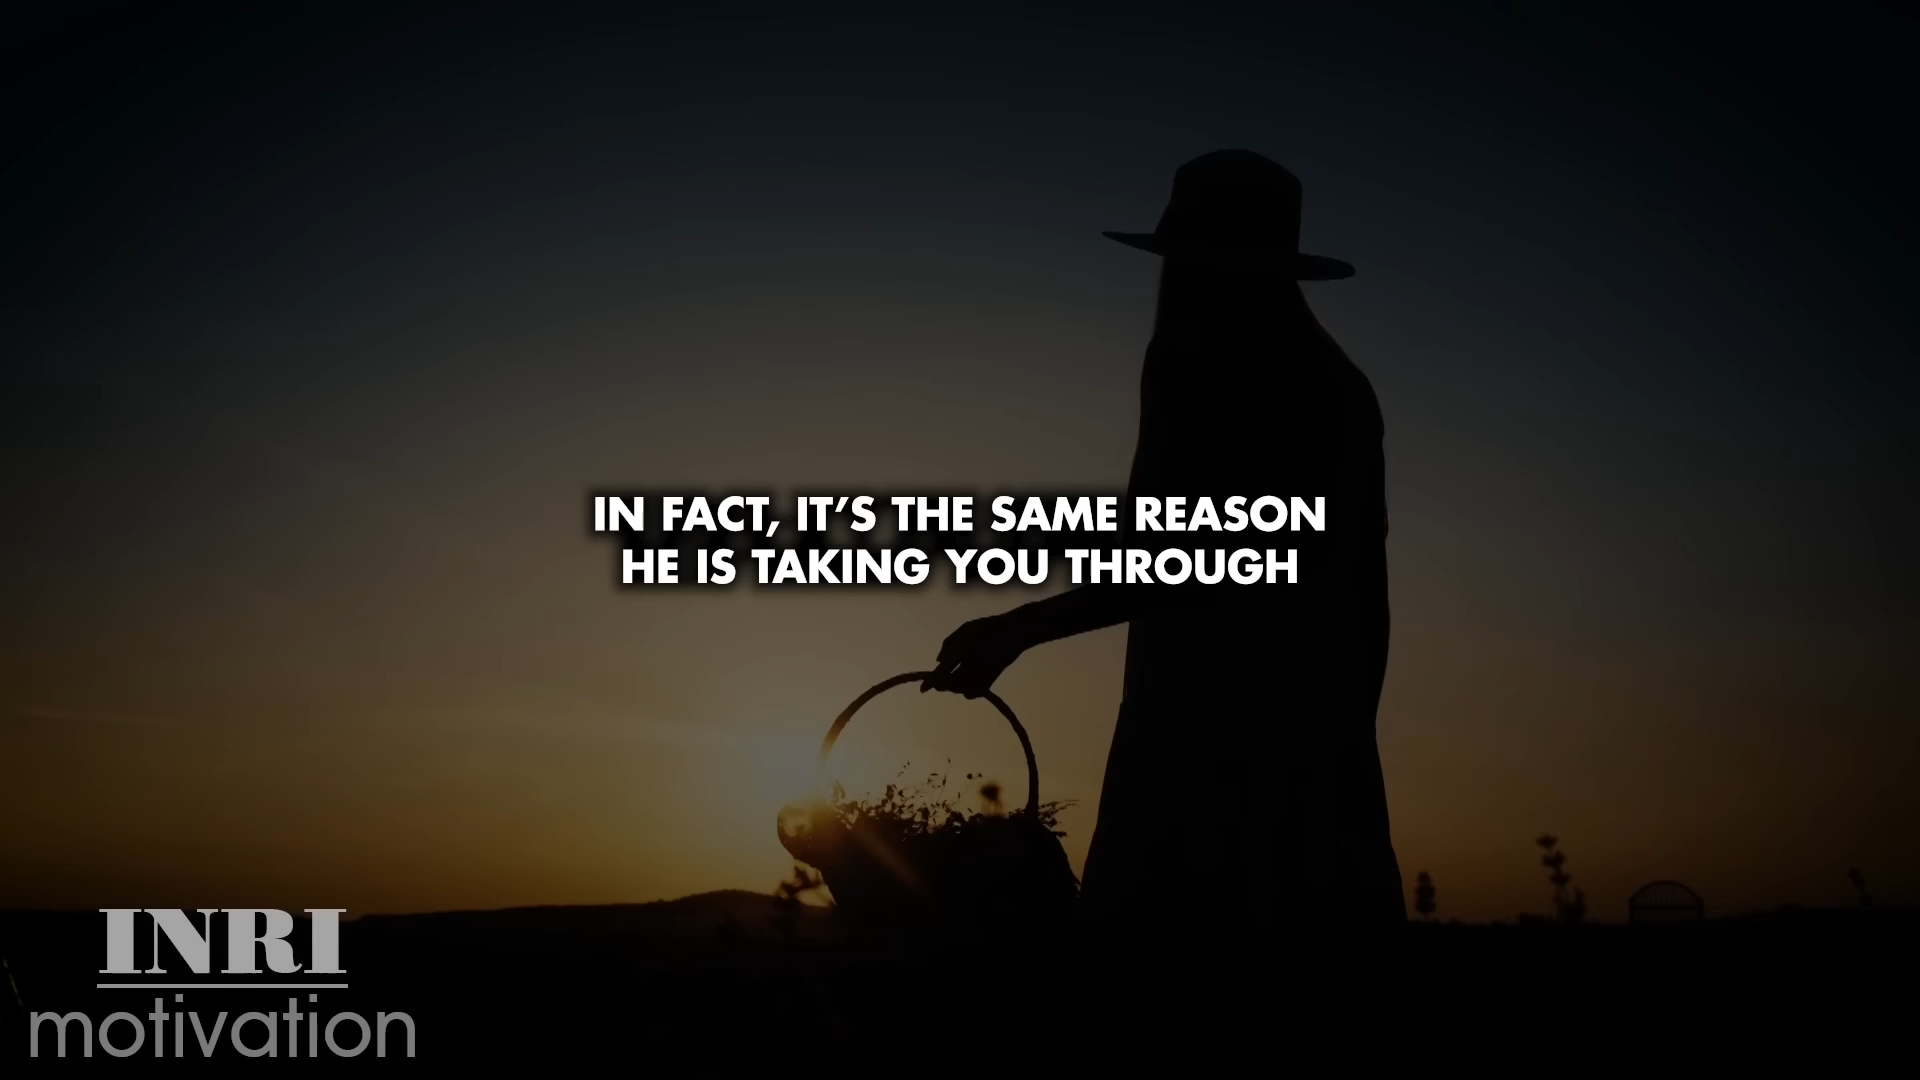 IN FACT, IT’S THE SAME REASON
HE IS TAKING YOU THROUGH
INRI
motivation